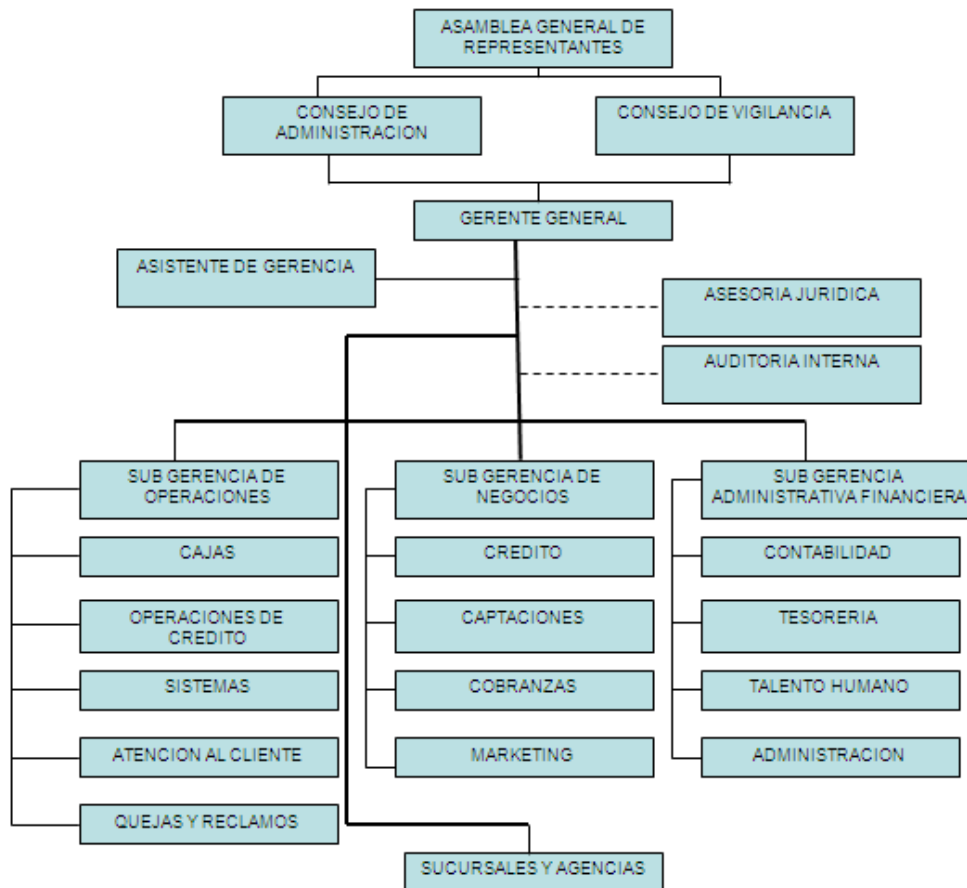 ASAMBLEA GENERAL DE
REPRESENTANTES
CONSEJO DE
ADMINISTRACION
CONSEJO DE VIGILANCIA
GERENTE GENERAL
ASISTENTE DE GERENCIA
ASESORIA JURIDICA
AUDITORIA INTERNA
SUB GERENCIA DE
OPERACIONES
CAJAS
OPERACIONES DE
CREDITO
SISTEMAS
ATENCION AL CLIENTE
QUEJAS Y RECLAMOS
SUB GERENCIA DE
NEGOCIOS
CREDITO
CAPTACIONES
COBRANZAS
MARKETING
SUB GERENCIA
ADMINISTRATIVA FINANCIERA
CONTABILIDAD
TESORERIA
TALENTO HUMANO
ADMINISTRACION
SUCURSALES Y AGENCIAS